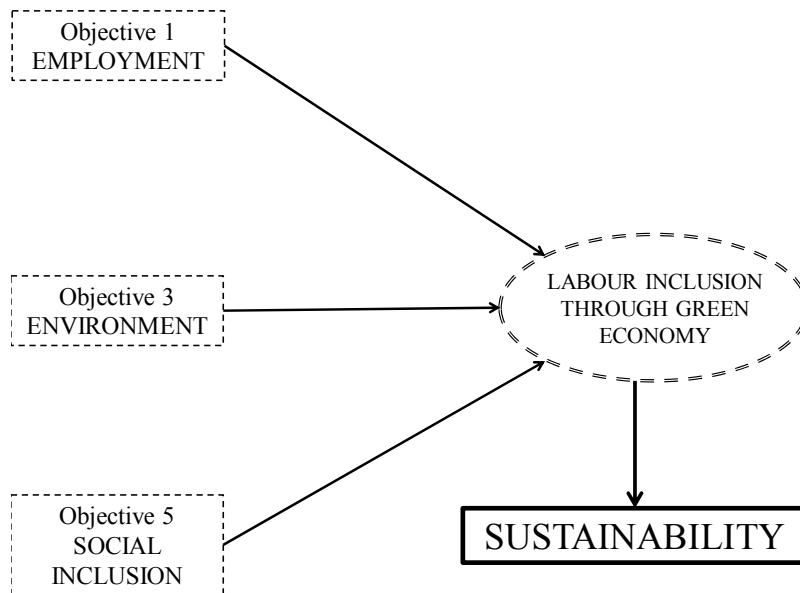 Objective 1
EMPLOYMENT
Objective 3
ENVIRONMENT
LABOUR INCLUSION
THROUGH GREEN
ECONOMY
Objective 5
SOCIAL
INCLUSION
SUSTAINABILITY